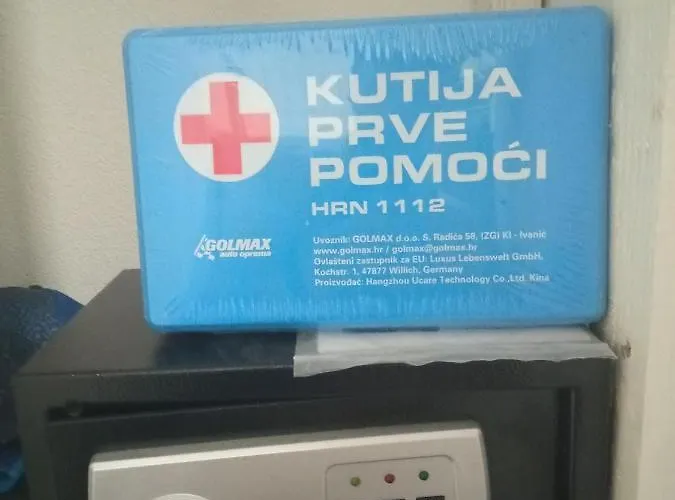 KUTIJA
PRVE
POMOĆI
HRN 1112
GOLMAX
auto oprema
Uvoznik: GOLMAX d.o.o. S. Radića 58, IZGI KI - Ivanić
www.golmax.hr / golmax@golmax.hr
Ovlašteni zastupnik za EU: Luxus Lebenswelt GmbH.
Kochstr. 1, 47877 Willich, Germany
Proizvođač: Hangzhou Ucare Technology Co.,Ltd. Kina